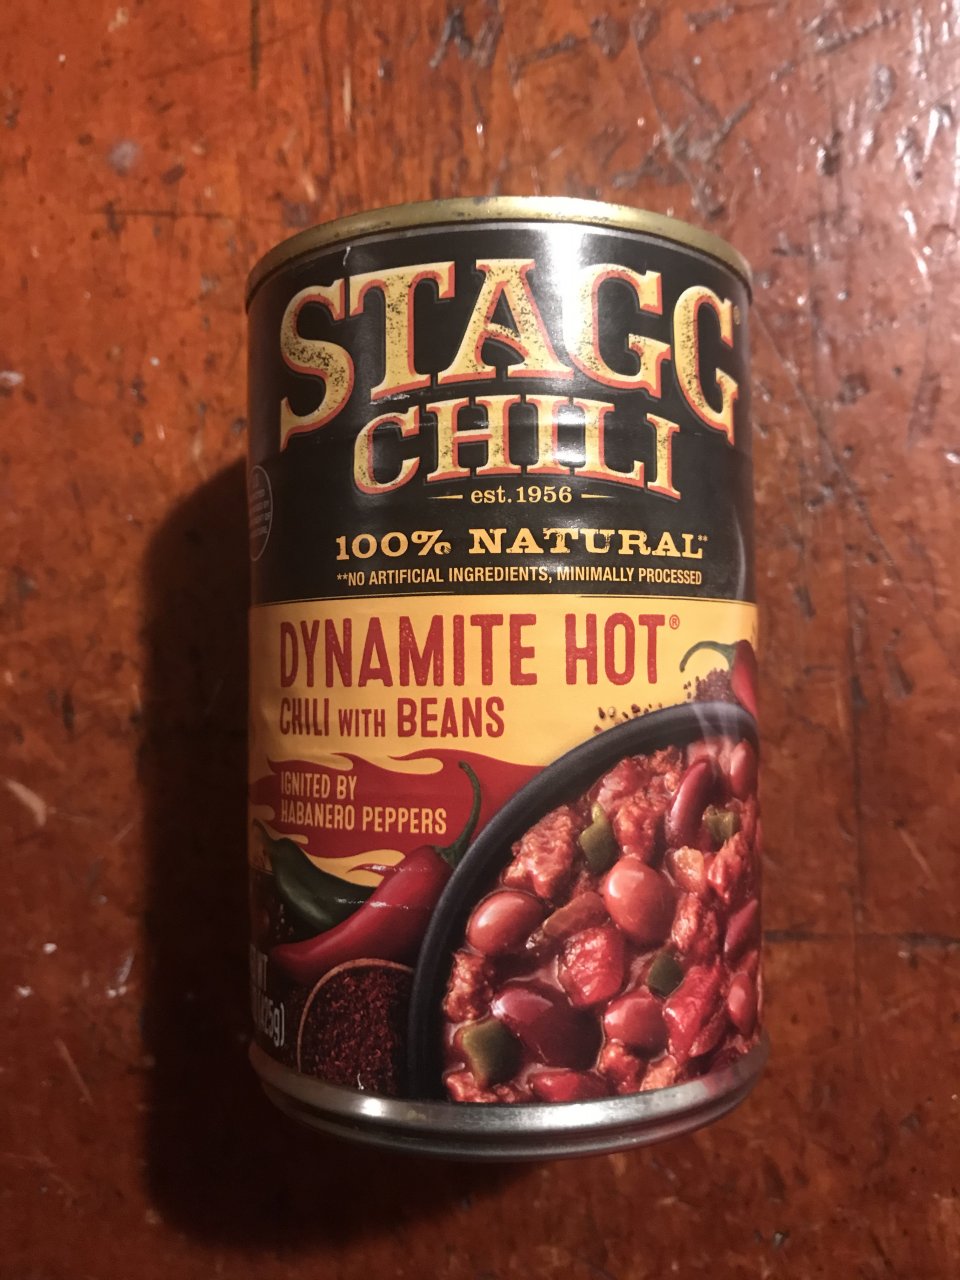 STAGG®
CHILI
est. 1956
100% NATURAL**
**NO ARTIFICIAL INGREDIENTS, MINIMALLY PROCESSED
DYNAMITE HOT®
CHILI WITH BEANS
IGNITED BY
HABANERO PEPPERS